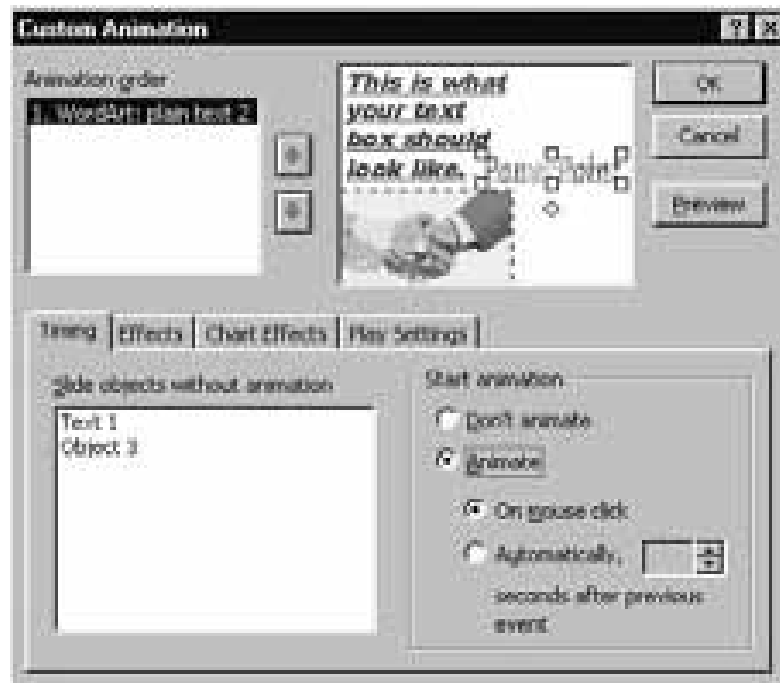 Custom Animation
Animation order
1. WordArt: plain text 2
This is what
your text
box should
look like.
OK
Cancel
Preview
Timing
Effects
Chart Effects
Play Settings
Slide objects without animation
Text 1
Object 3
Start animation
Don't animate
Animate
On mouse click
Automatically,
seconds after previous
event